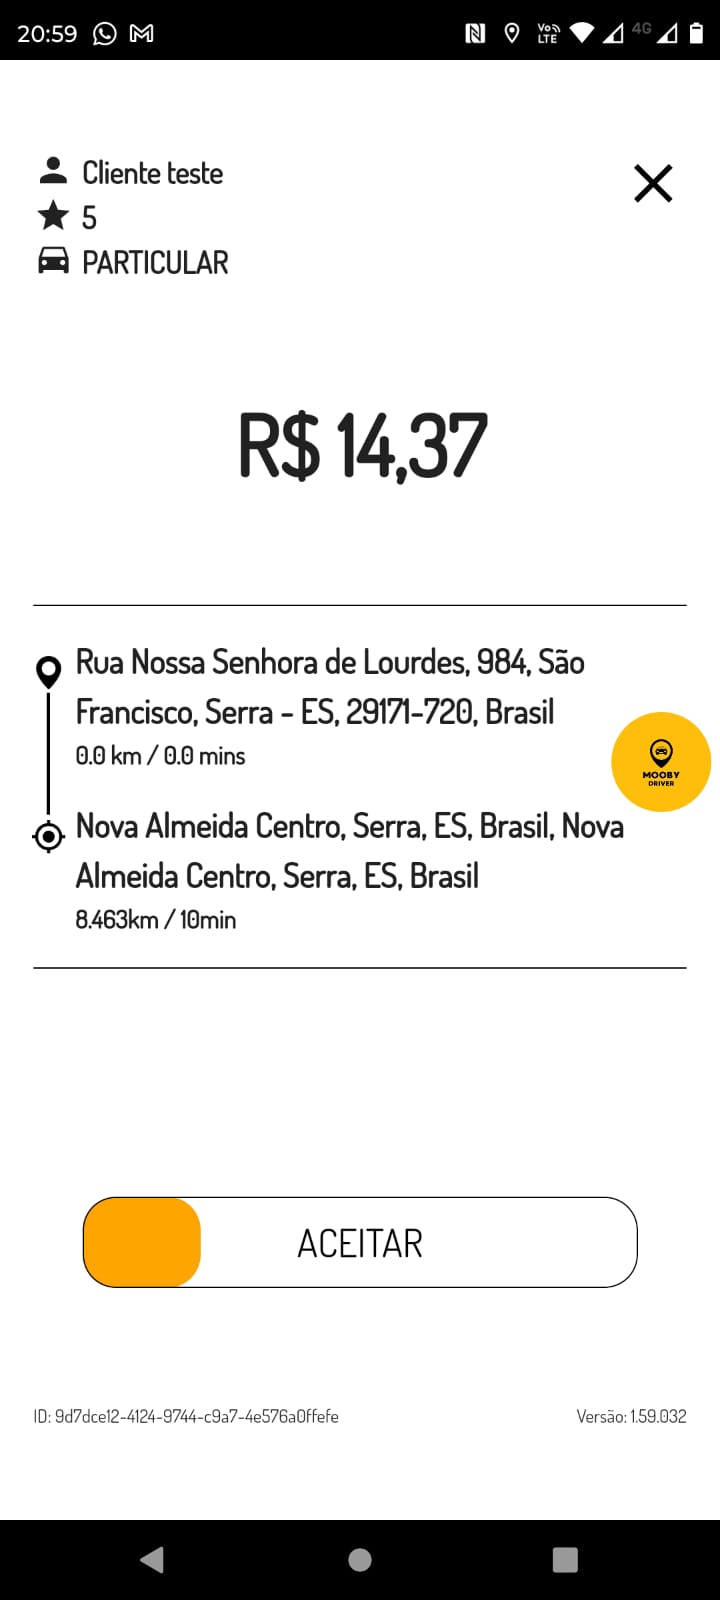 20:59
VoLTE
4G
Cliente teste
5
PARTICULAR
R$ 14,37
Rua Nossa Senhora de Lourdes, 984, São
Francisco, Serra - ES, 29171-720, Brasil
0.0 km / 0.0 mins
MOOBY
DRIVER
Nova Almeida Centro, Serra, ES, Brasil, Nova
Almeida Centro, Serra, ES, Brasil
8.463km / 10min
ACEITAR
ID: 9d7dce12-4124-9744-c9a7-4e576a0ffefe
Versão: 1.59.032